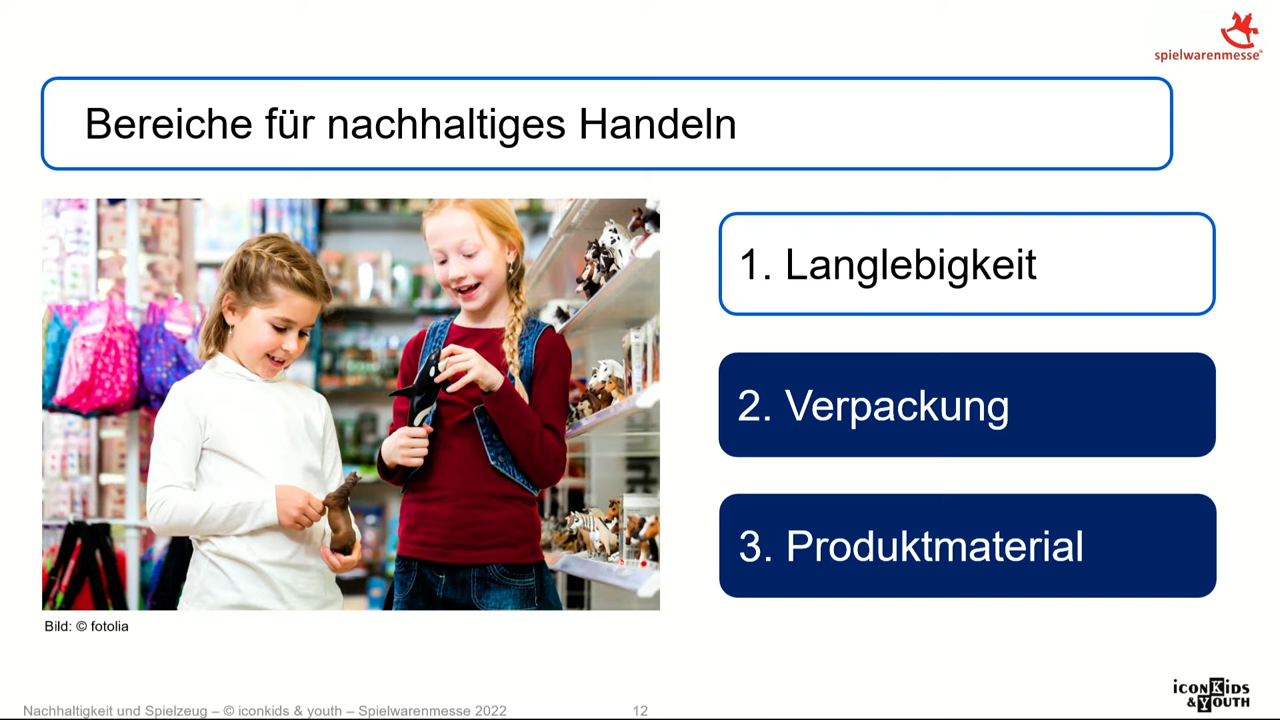 spielwarenmesse®
Bereiche für nachhaltiges Handeln
1. Langlebigkeit
2. Verpackung
3. Produktmaterial
Bild: © fotolia
iconKids
& YOUTH
Nachhaltigkeit und Spielzeug – © iconkids & youth – Spielwarenmesse 2022
12